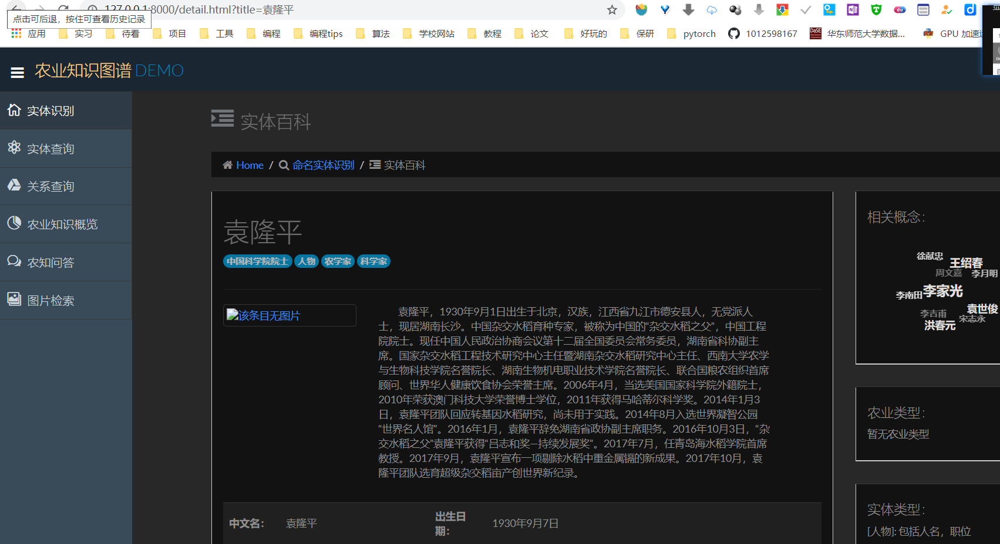 127.0.0.1:8000/detail.html?title=袁隆平
点击可后退，按住可查看历史记录
应用 实习 待看 项目 工具 编程 编程tips 算法 学校网站 教程 论文 好玩的 保研 pytorch 1012598167 华东师范大学数据... GPU 加速
农业知识图谱 DEMO
实体识别
实体查询
关系查询
农业知识概览
农知问答
图片检索
实体百科
Home / 命名实体识别 / 实体百科
袁隆平
中国科学院院士 人物 农学家 科学家
该条目无图片
袁隆平，1930年9月1日出生于北京，汉族，江西省九江市德安县人，无党派人
士，现居湖南长沙。中国杂交水稻育种专家，被称为中国的“杂交水稻之父”，中国工程
院院士。现任中国人民政治协商会议第十二届全国委员会常务委员，湖南省科协副主
席。国家杂交水稻工程技术研究中心主任暨湖南杂交水稻研究中心主任、西南大学农学
与生物科技学院名誉院长、湖南生物机电职业技术学院名誉院长、联合国粮农组织首席
顾问、世界华人健康饮食协会荣誉主席。2006年4月，当选美国国家科学院外籍院士，
2010年荣获澳门科技大学荣誉博士学位，2011年获得马哈蒂尔科学奖。2014年1月3
日，袁隆平团队回应转基因水稻研究，尚未用于实践。2014年8月入选世界凝智公园
“世界名人馆”。2016年1月，袁隆平辞免湖南省政协副主席职务。2016年10月3日，“杂
交水稻之父”袁隆平获得“吕志和奖—持续发展奖”。2017年7月，任青岛海水稻学院首席
教授。2017年9月，袁隆平宣布一项剔除水稻中重金属镉的新成果。2017年10月，袁
隆平团队选育超级杂交稻亩产创世界新纪录。
中文名： 袁隆平 出生日
期： 1930年9月7日
相关概念：
徐献忠
王绍春
周文嘉 李月明
李家光
李南田
袁世俊
李吉甫 宋志永
洪春元
农业类型：
暂无农业类型
实体类型：
[人物]: 包括人名，职位